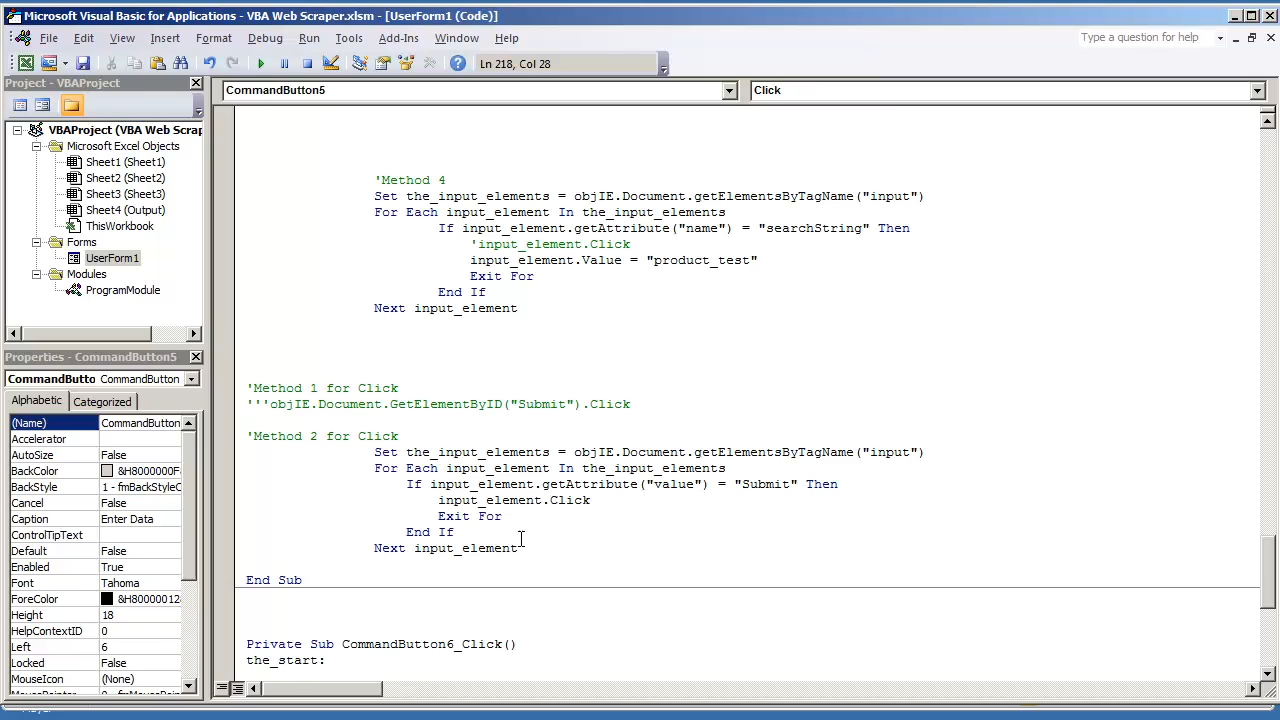 Microsoft Visual Basic for Applications - VBA Web Scraper.xlsm - [UserForm1 (Code)]
File Edit View Insert Format Debug Run Tools Add-Ins Window Help
Type a question for help
Ln 218, Col 28
Project - VBAProject
VBAProject (VBA Web Scrap
Microsoft Excel Objects
Sheet1 (Sheet1)
Sheet2 (Sheet2)
Sheet3 (Sheet3)
Sheet4 (Output)
ThisWorkbook
Forms
UserForm1
Modules
ProgramModule
Properties - CommandButton5
CommandButto CommandButton
Alphabetic Categorized
(Name) CommandButton
Accelerator
AutoSize False
BackColor &H8000000F
BackStyle 1 - fmBackStyleO
Cancel False
Caption Enter Data
ControlTipText
Default False
Enabled True
Font Tahoma
ForeColor &H80000012
Height 18
HelpContextID 0
Left 6
Locked False
MouseIcon (None)
MousePointer 0 - fmMousePoint
CommandButton5 Click
'Method 4
Set the_input_elements = objIE.Document.getElementsByTagName("input")
For Each input_element In the_input_elements
If input_element.getAttribute("name") = "searchString" Then
'input_element.Click
input_element.Value = "product_test"
Exit For
End If
Next input_element
'Method 1 for Click
'''objIE.Document.GetElementByID("Submit").Click
'Method 2 for Click
Set the_input_elements = objIE.Document.getElementsByTagName("input")
For Each input_element In the_input_elements
If input_element.getAttribute("value") = "Submit" Then
input_element.Click
Exit For
End If
Next input_element
End Sub
Private Sub CommandButton6_Click()
the_start: